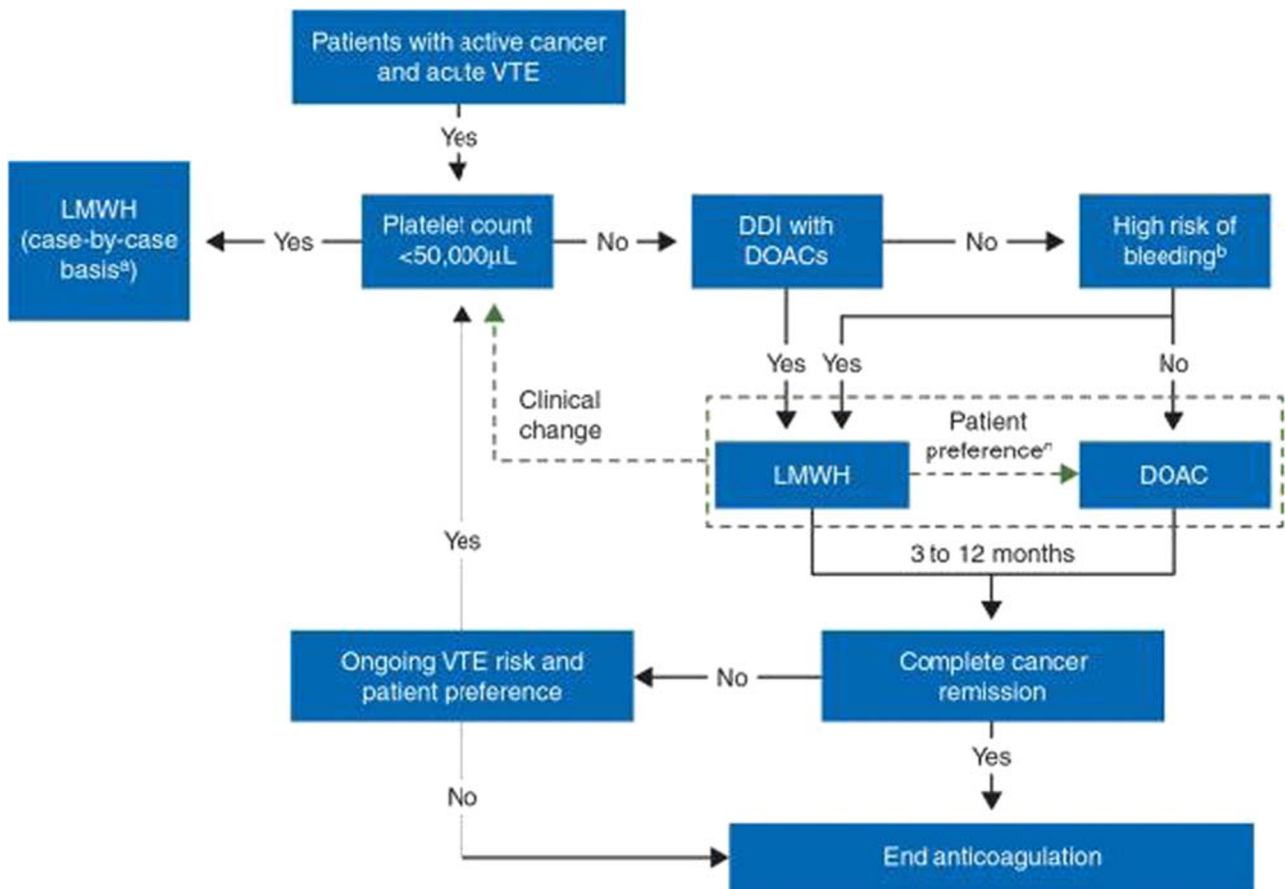 Patients with active cancer
and acute VTE
Yes
LMWH
(case-by-case
basisᵃ)
Yes
Platelet count
<50,000μL
No
DDI with
DOACs
No
High risk of
bleedingᵇ
Yes
Yes
No
Clinical
change
Patient
preferenceⁿ
LMWH
DOAC
Yes
3 to 12 months
Ongoing VTE risk and
patient preference
No
Complete cancer
remission
Yes
No
End anticoagulation